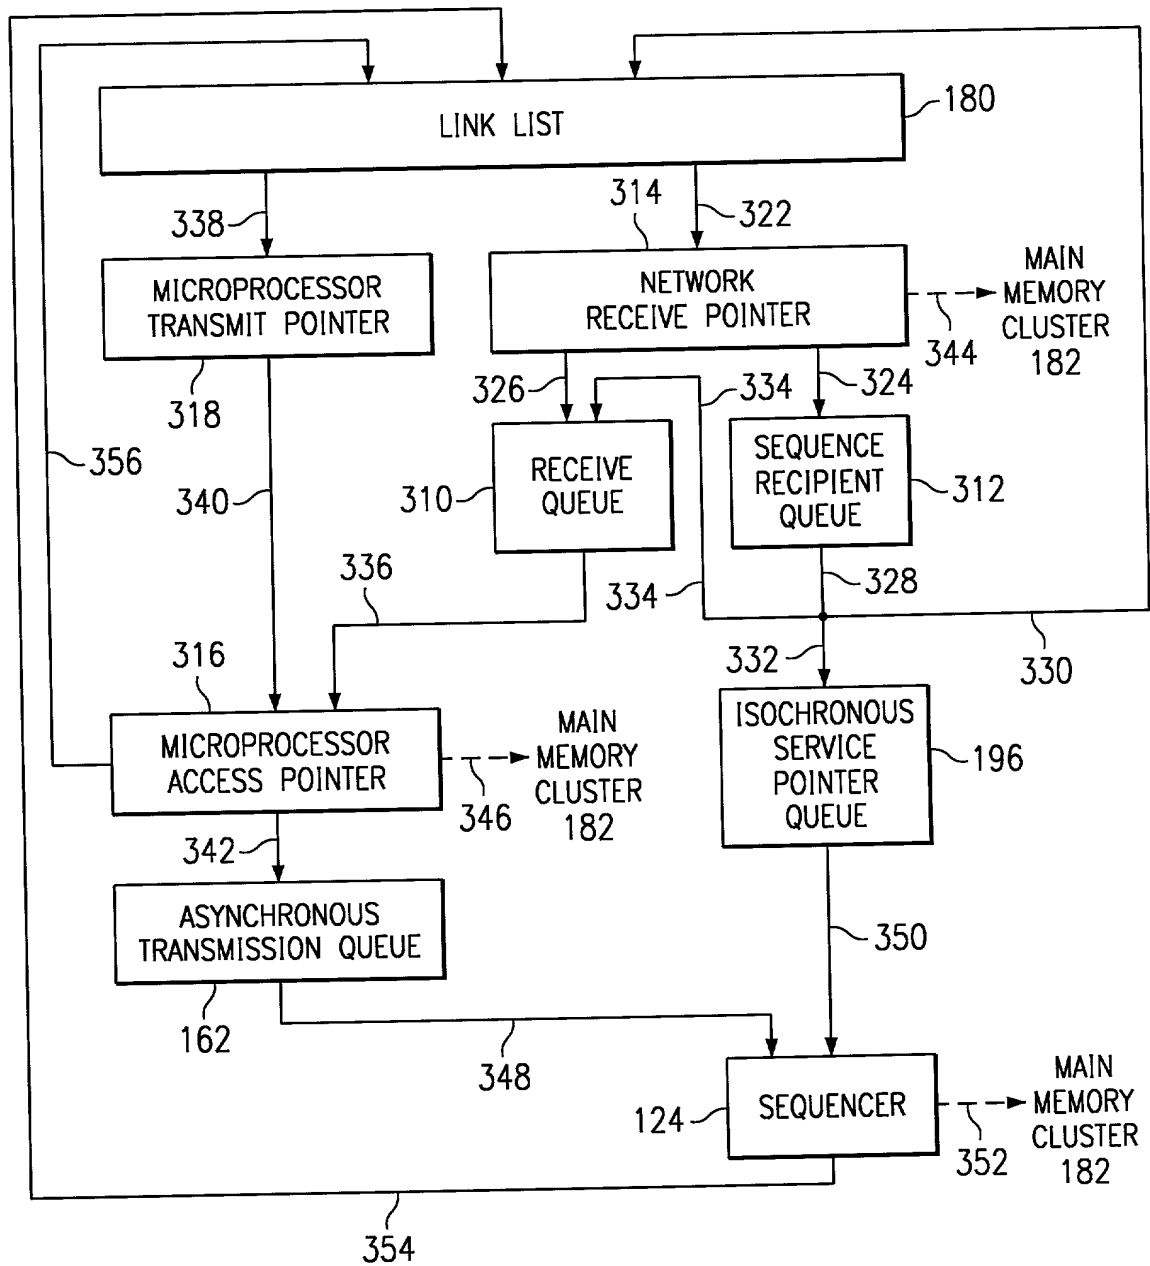 LINK LIST
180
338
314
322
MICROPROCESSOR
TRANSMIT POINTER
318
NETWORK
RECEIVE POINTER
MAIN
MEMORY
CLUSTER
182
344
326
334
324
356
340
310
RECEIVE
QUEUE
SEQUENCE
RECIPIENT
QUEUE
312
336
334
328
316
332
330
MICROPROCESSOR
ACCESS POINTER
346
MAIN
MEMORY
CLUSTER
182
ISOCHRONOUS
SERVICE
POINTER
QUEUE
196
342
ASYNCHRONOUS
TRANSMISSION QUEUE
162
350
348
124
SEQUENCER
352
MAIN
MEMORY
CLUSTER
182
354